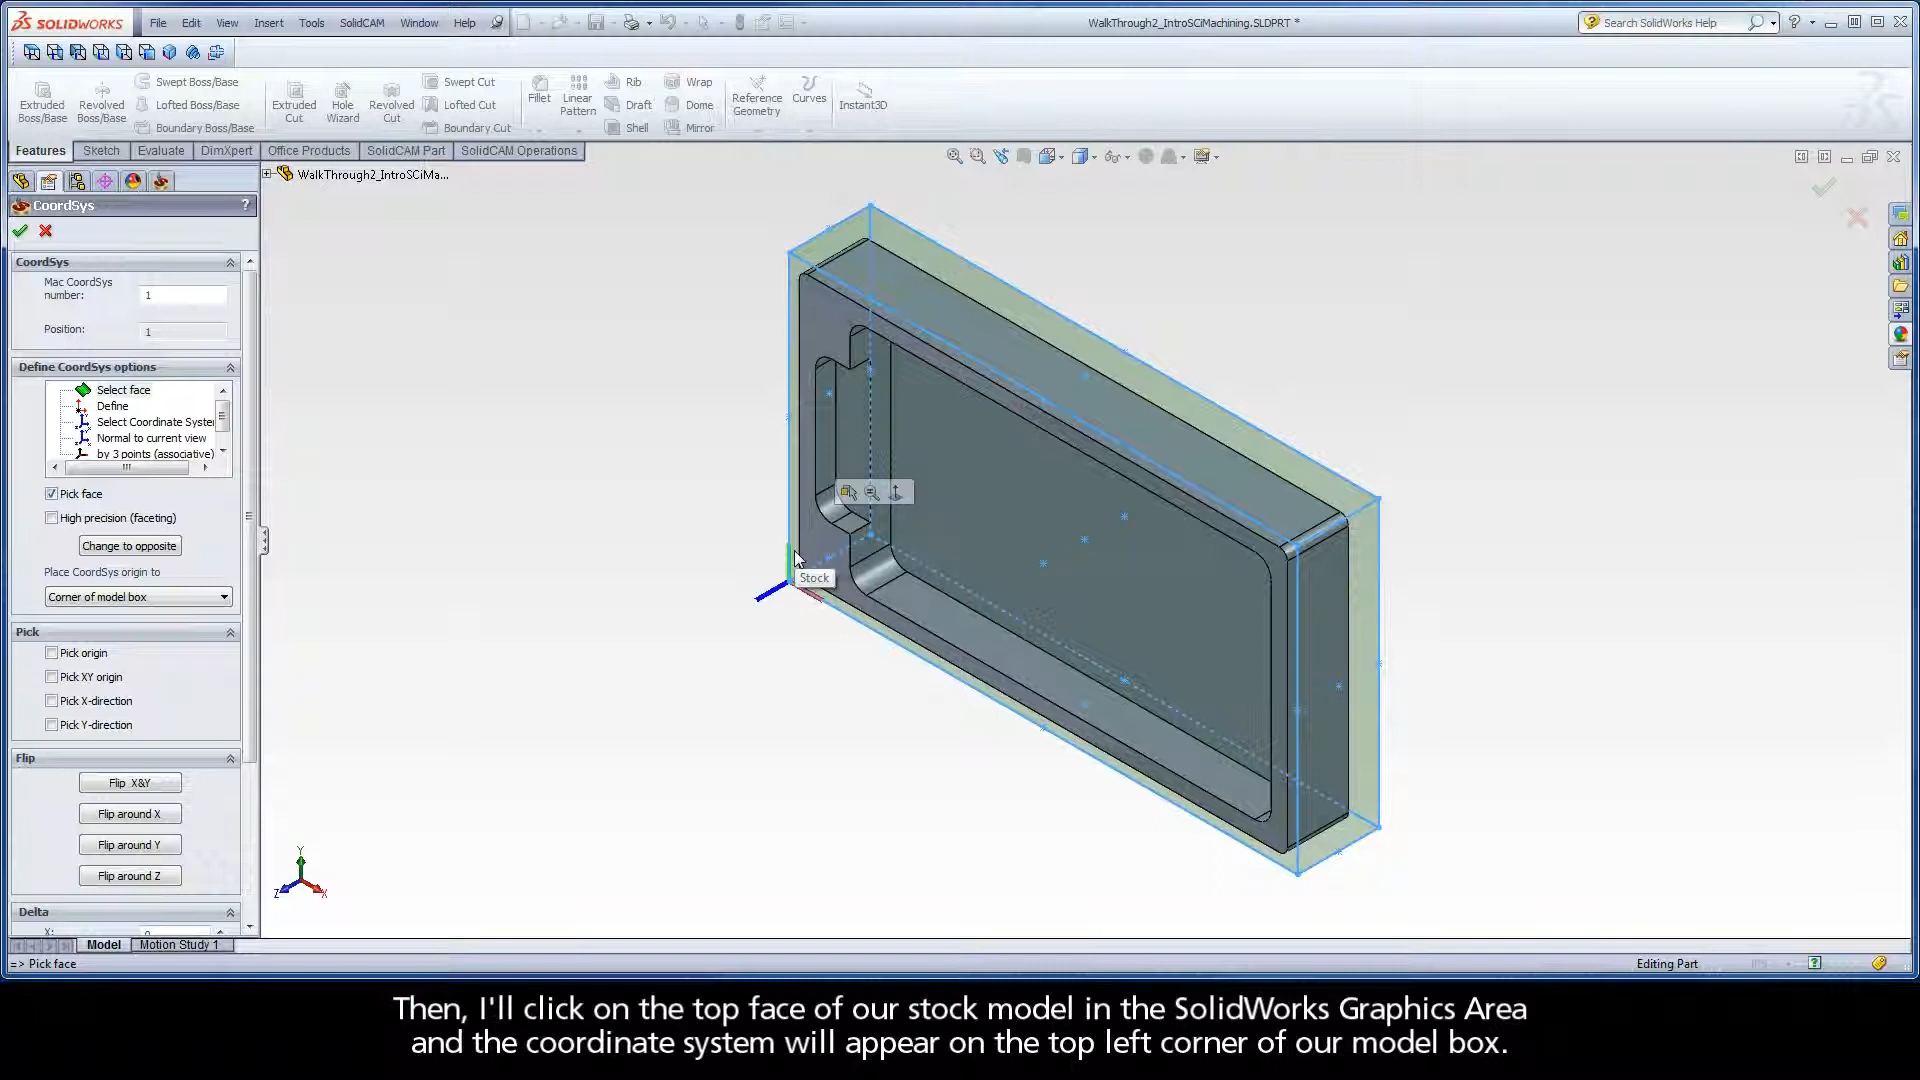 SOLIDWORKS File Edit View Insert Tools SolidCAM Window Help WalkThrough2_IntroSCiMachining.SLDPRT * Search SolidWorks Help
Extruded Boss/Base
Revolved Boss/Base
Swept Boss/Base
Lofted Boss/Base
Boundary Boss/Base
Extruded Cut
Hole Wizard
Revolved Cut
Swept Cut
Lofted Cut
Boundary Cut
Fillet
Linear Pattern
Rib
Draft
Shell
Wrap
Dome
Mirror
Reference Geometry
Curves
Instant3D
Features Sketch Evaluate DimXpert Office Products SolidCAM Part SolidCAM Operations
WalkThrough2_IntroSCiMa...
CoordSys ?
CoordSys
Mac CoordSys number: 1
Position: 1
Define CoordSys options
Select face
Define
Select Coordinate System
Normal to current view
by 3 points (associative)
Pick face
High precision (faceting)
Change to opposite
Place CoordSys origin to
Corner of model box
Pick
Pick origin
Pick XY origin
Pick X-direction
Pick Y-direction
Flip
Flip X&Y
Flip around X
Flip around Y
Flip around Z
Delta
X: 0
Stock
Y
Z X
Model Motion Study 1
=> Pick face Editing Part
Then, I'll click on the top face of our stock model in the SolidWorks Graphics Area
and the coordinate system will appear on the top left corner of our model box.